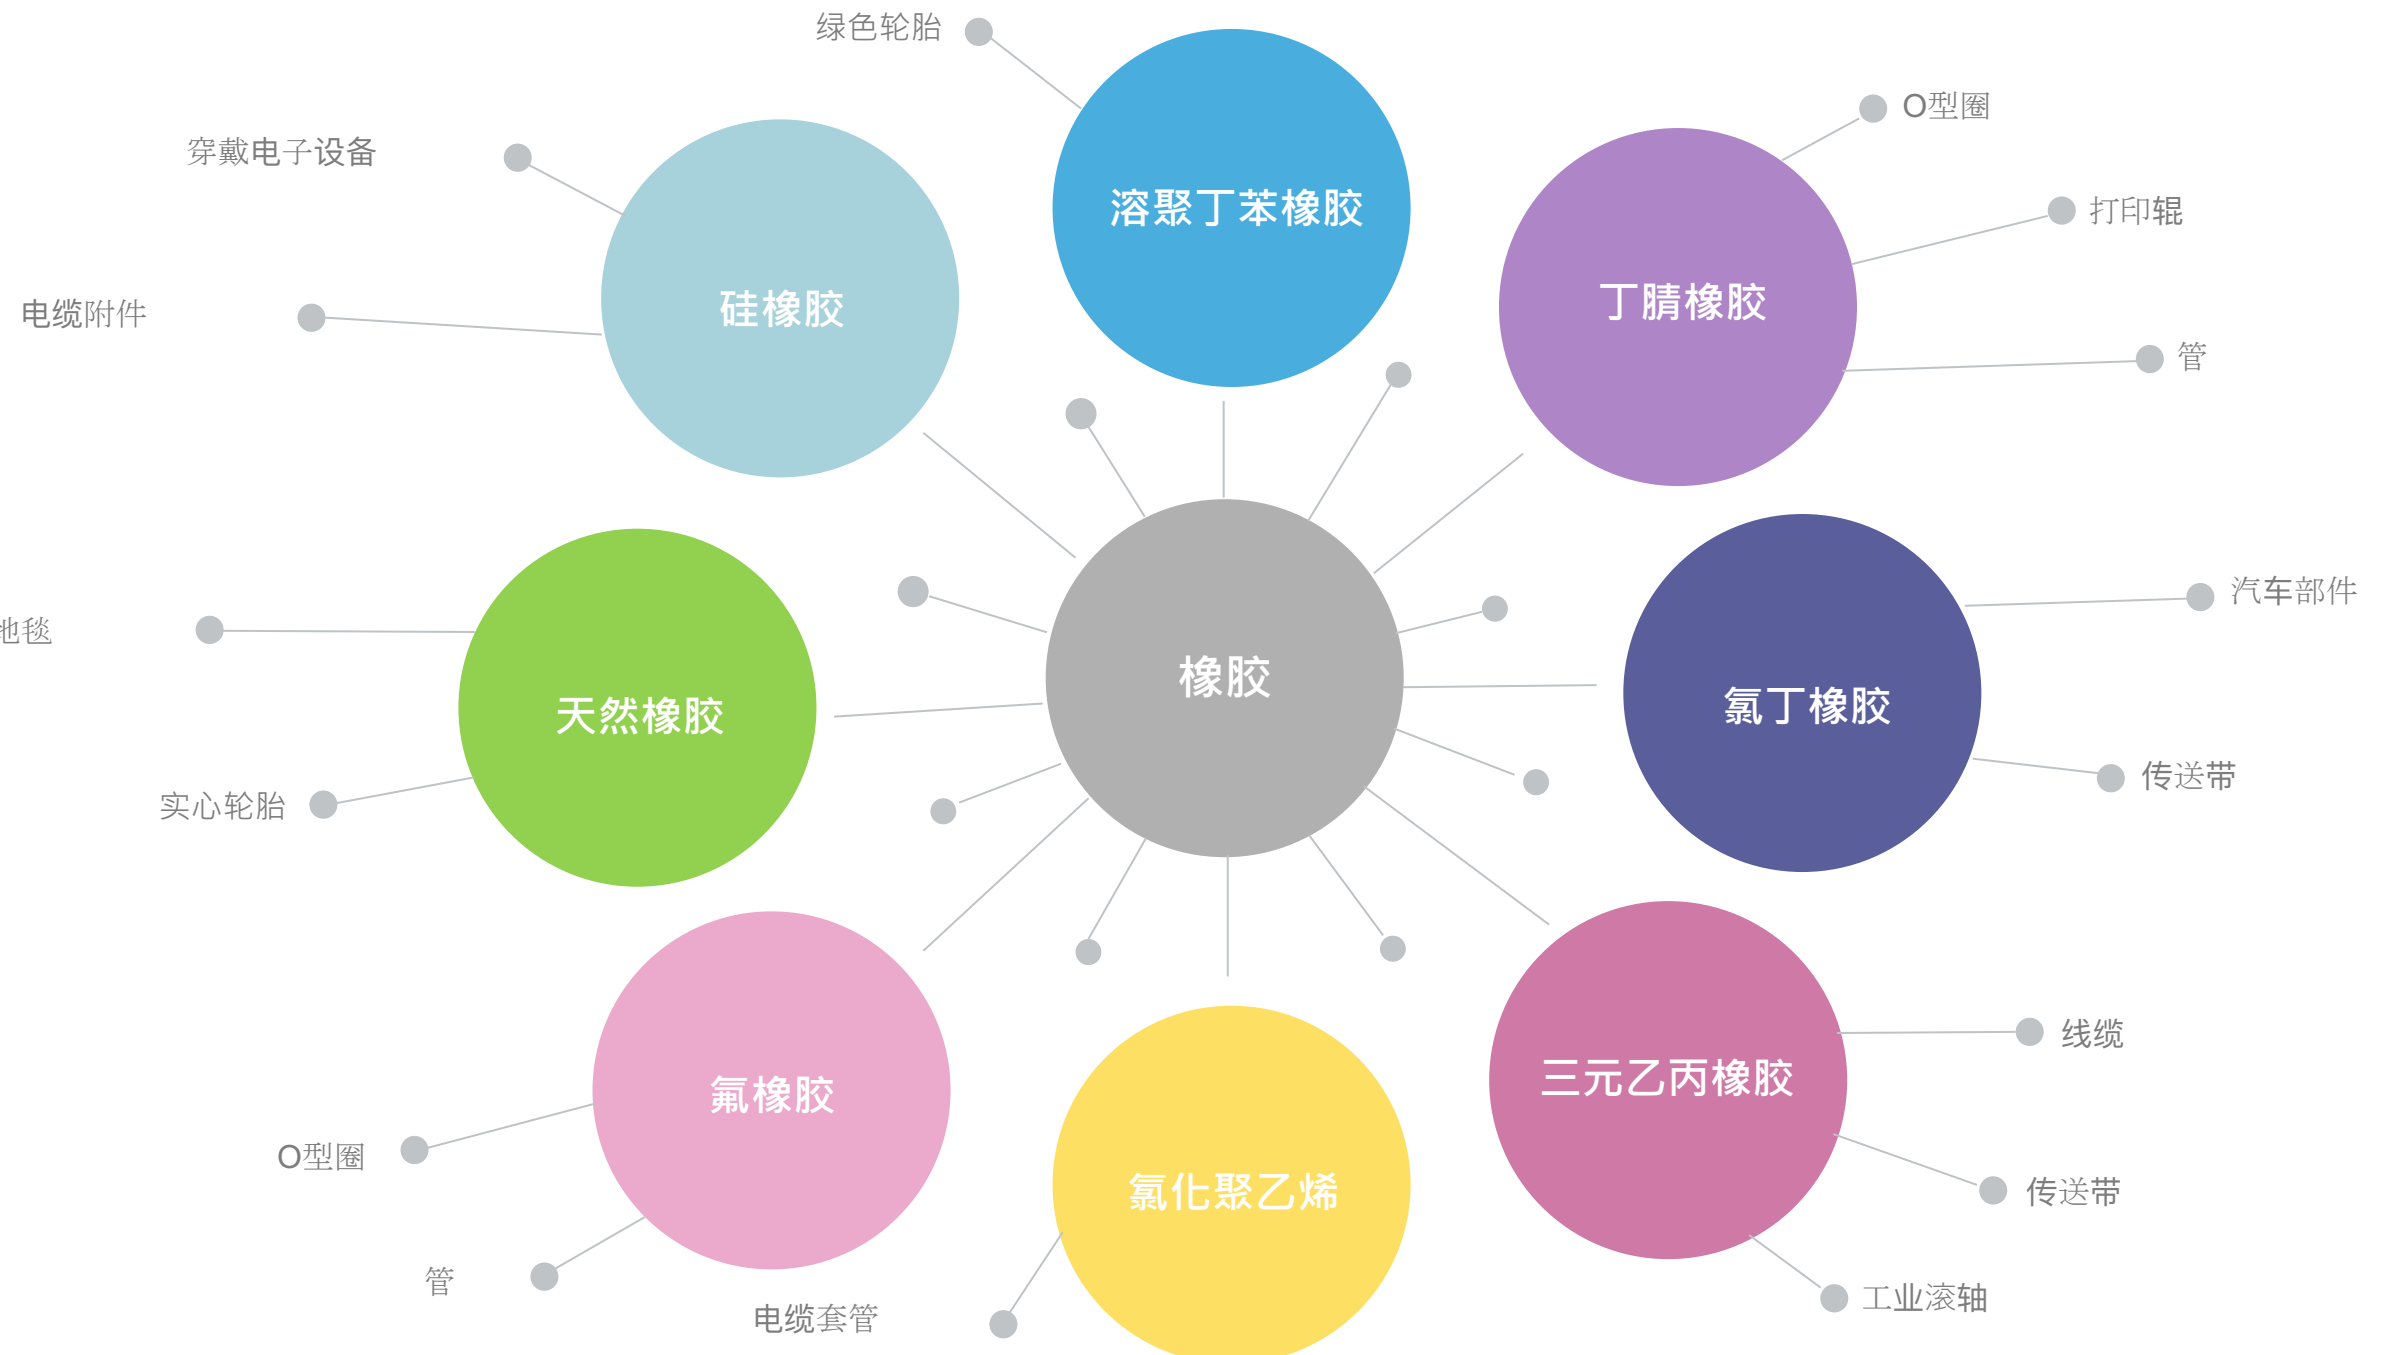 绿色轮胎
O型圈
穿戴电子设备
溶聚丁苯橡胶
打印辊
丁腈橡胶
硅橡胶
电缆附件
管
汽车部件
地毯
橡胶
天然橡胶
氯丁橡胶
传送带
实心轮胎
线缆
三元乙丙橡胶
氟橡胶
O型圈
氯化聚乙烯
传送带
管
工业滚轴
电缆套管